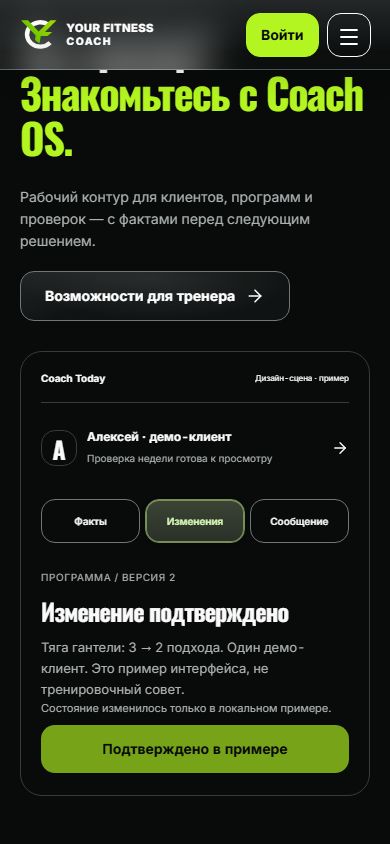 YOUR FITNESS
COACH
Войти
Знакомьтесь с Coach
OS.
Рабочий контур для клиентов, программ и
проверок — с фактами перед следующим
решением.
Возможности для тренера →
Coach Today
Дизайн-сцена · пример
А
Алексей · демо-клиент
Проверка недели готова к просмотру
→
Факты
Изменения
Сообщение
ПРОГРАММА / ВЕРСИЯ 2
Изменение подтверждено
Тяга гантели: 3 → 2 подхода. Один демо-
клиент. Это пример интерфейса, не
тренировочный совет.
Состояние изменилось только в локальном примере.
Подтверждено в примере